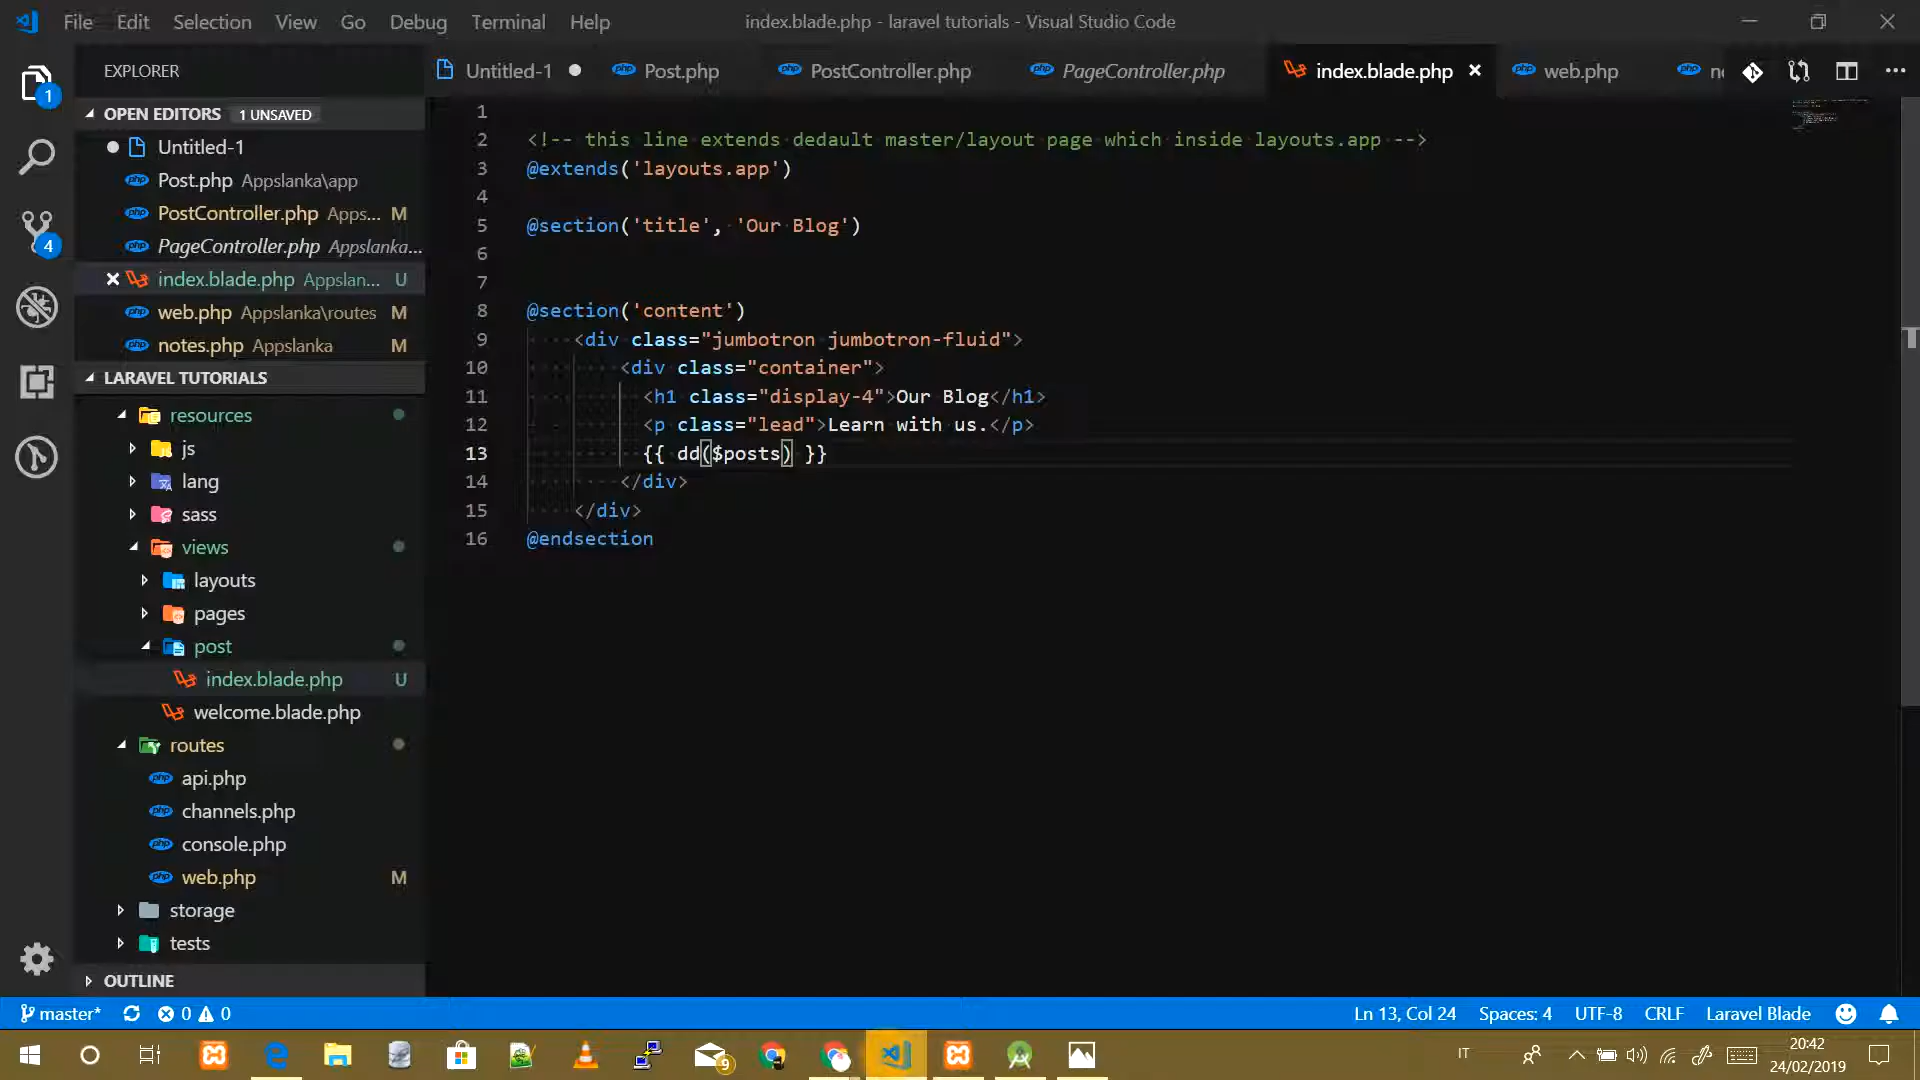 File Edit Selection View Go Debug Terminal Help
index.blade.php - laravel tutorials - Visual Studio Code
EXPLORER
Untitled-1 Post.php PostController.php PageController.php index.blade.php web.php
1
4
OPEN EDITORS 1 UNSAVED
Untitled-1
Post.php Appslanka\app
PostController.php Apps... M
PageController.php Appslanka...
index.blade.php Appslan... U
web.php Appslanka\routes M
notes.php Appslanka M
LARAVEL TUTORIALS
resources
js
lang
sass
views
layouts
pages
post
index.blade.php U
welcome.blade.php
routes
api.php
channels.php
console.php
web.php M
storage
tests
OUTLINE
1
2 <!-- this line extends dedault master/layout page which inside layouts.app -->
3 @extends('layouts.app')
4
5 @section('title', 'Our Blog')
6
7
8 @section('content')
9 <div class="jumbotron jumbotron-fluid">
10 <div class="container">
11 <h1 class="display-4">Our Blog</h1>
12 <p class="lead">Learn with us.</p>
13 {{ dd($posts) }}
14 </div>
15 </div>
16 @endsection
master* 0 0 Ln 13, Col 24 Spaces: 4 UTF-8 CRLF Laravel Blade
9
IT
20:42
24/02/2019